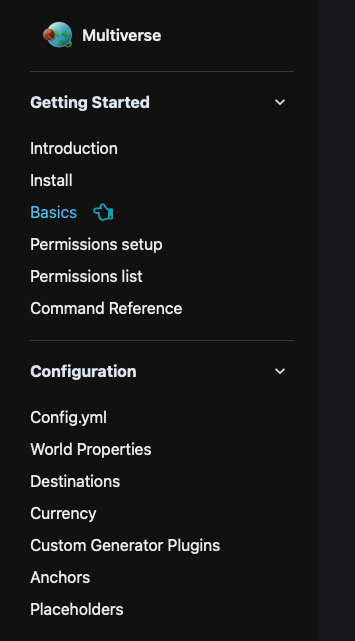 Multiverse
Getting Started
Introduction
Install
Basics
Permissions setup
Permissions list
Command Reference
Configuration
Config.yml
World Properties
Destinations
Currency
Custom Generator Plugins
Anchors
Placeholders